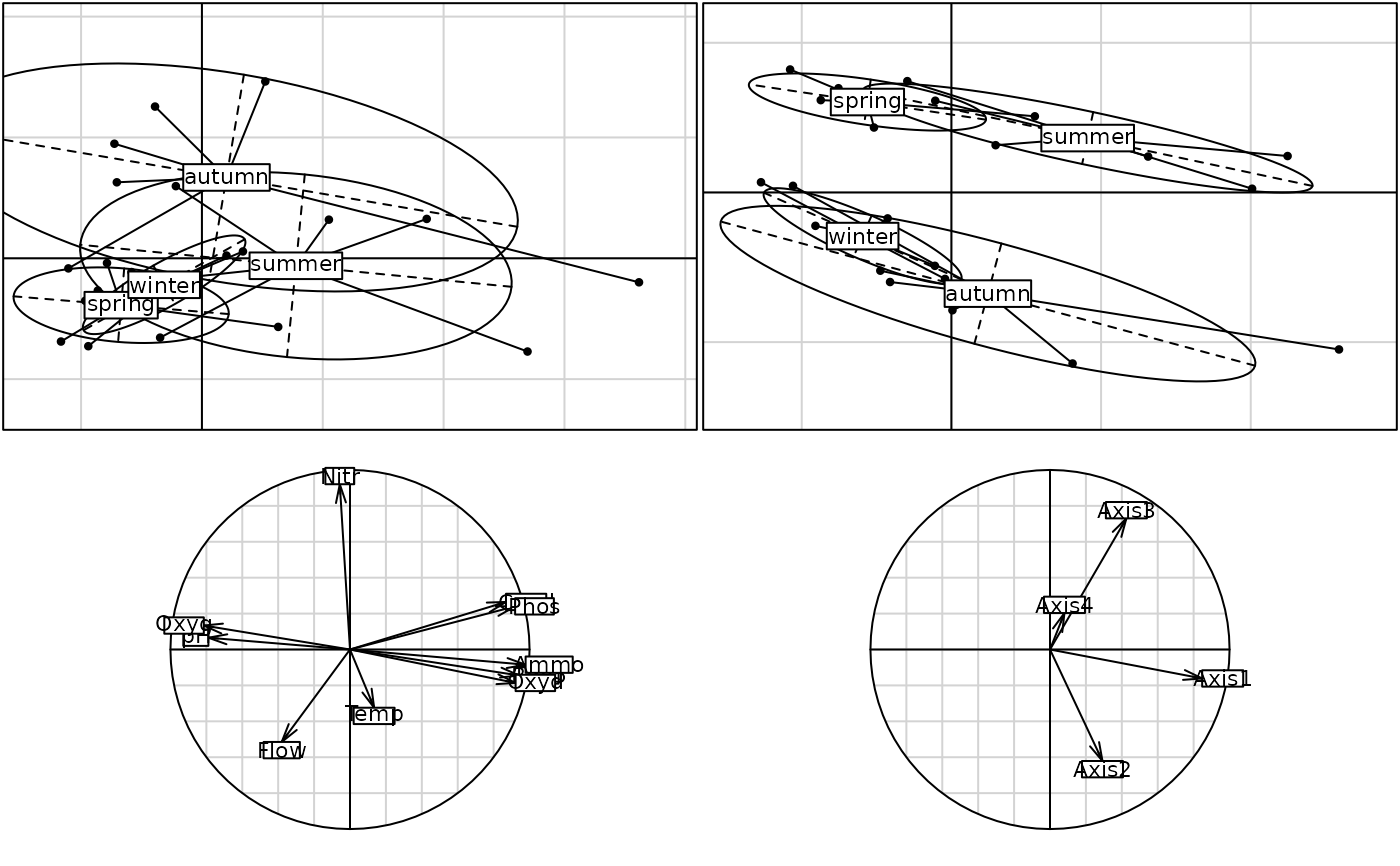 autumn
summer
winter
spring
spring
summer
winter
autumn
Nitr
Oxyg
Phos
Ammo
Oxyd
Temp
Flow
Axis3
Axis4
Axis1
Axis2